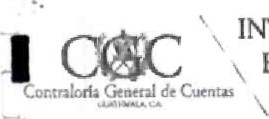 IN
CGC
Contraloría General de Cuentas
GUATEMALA, C.A.